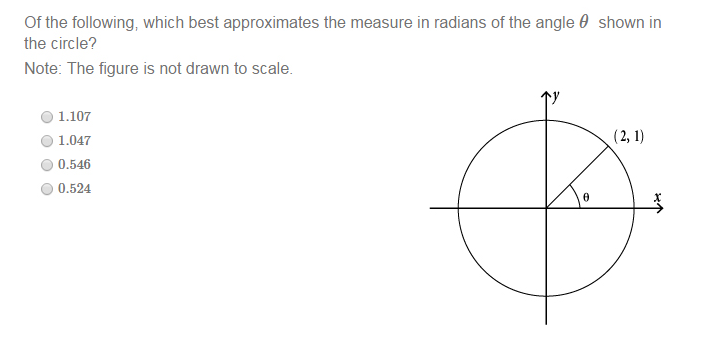 Of the following, which best approximates the measure in radians of the angle θ shown in
the circle?
Note: The figure is not drawn to scale.
y
1.107
(2, 1)
1.047
0.546
0.524
θ
x